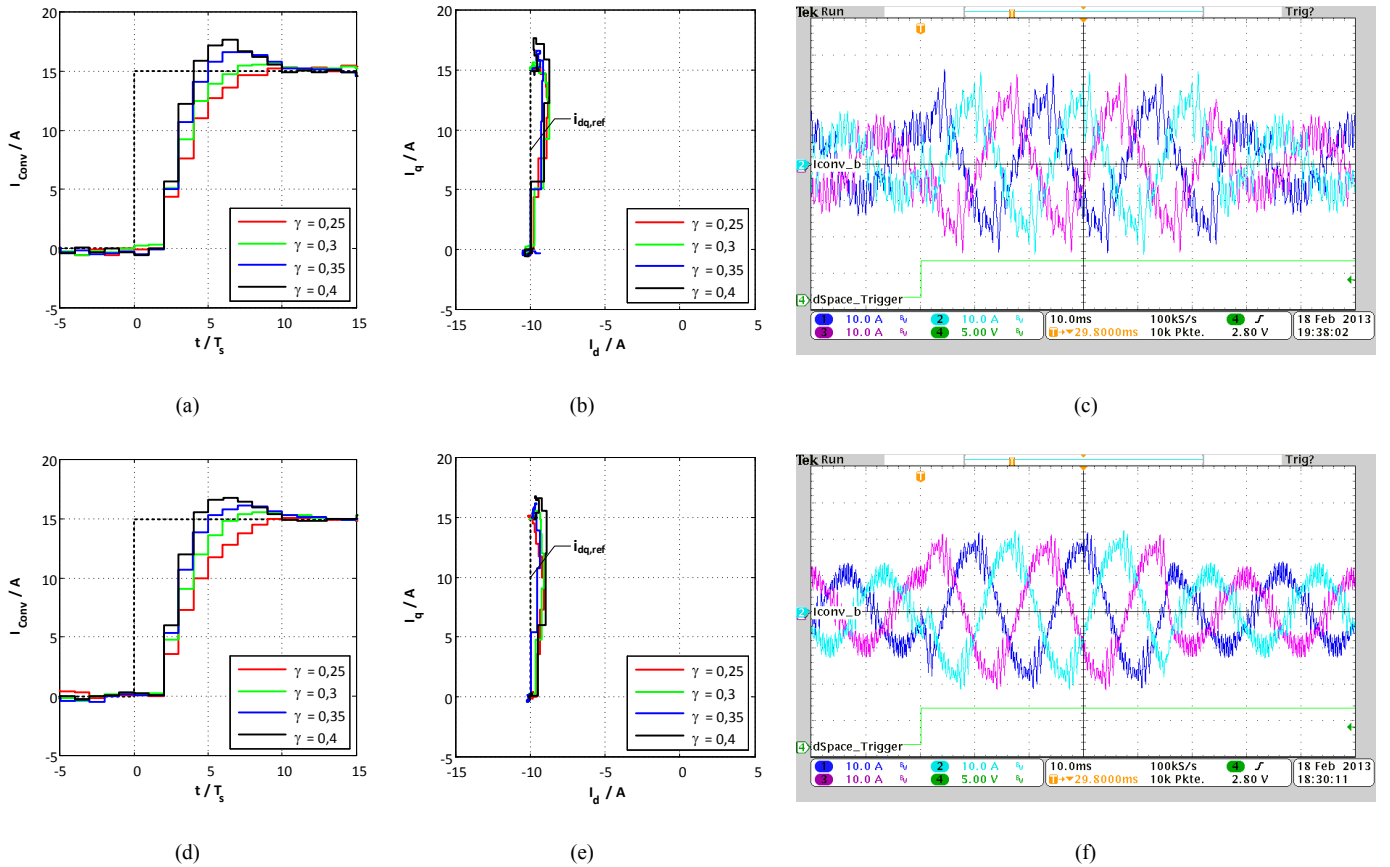 20
15
10
5
0
-5
-5
0
5
10
15
I_Conv / A
t / T_s
γ = 0,25
γ = 0,3
γ = 0,35
γ = 0,4
(a)
20
15
10
5
0
-5
-15
-10
-5
0
5
I_q / A
I_d / A
i_dq,ref
γ = 0,25
γ = 0,3
γ = 0,35
γ = 0,4
(b)
Tek Run Trig?
T
T
2 Iconv_b
4 dSpace_Trigger
1 10.0 A 2 10.0 A 10.0ms 100kS/s 4 18 Feb 2013
3 10.0 A 4 5.00 V T→▼29.8000ms 10k Pkte. 2.80 V 19:38:02
(c)
20
15
10
5
0
-5
-5
0
5
10
15
I_Conv / A
t / T_s
γ = 0,25
γ = 0,3
γ = 0,35
γ = 0,4
(d)
20
15
10
5
0
-5
-15
-10
-5
0
5
I_q / A
I_d / A
i_dq,ref
γ = 0,25
γ = 0,3
γ = 0,35
γ = 0,4
(e)
Tek Run Trig?
T
T
2 Iconv_b
4 dSpace_Trigger
1 10.0 A 2 10.0 A 10.0ms 100kS/s 4 18 Feb 2013
3 10.0 A 4 5.00 V T→▼29.8000ms 10k Pkte. 2.80 V 18:30:11
(f)